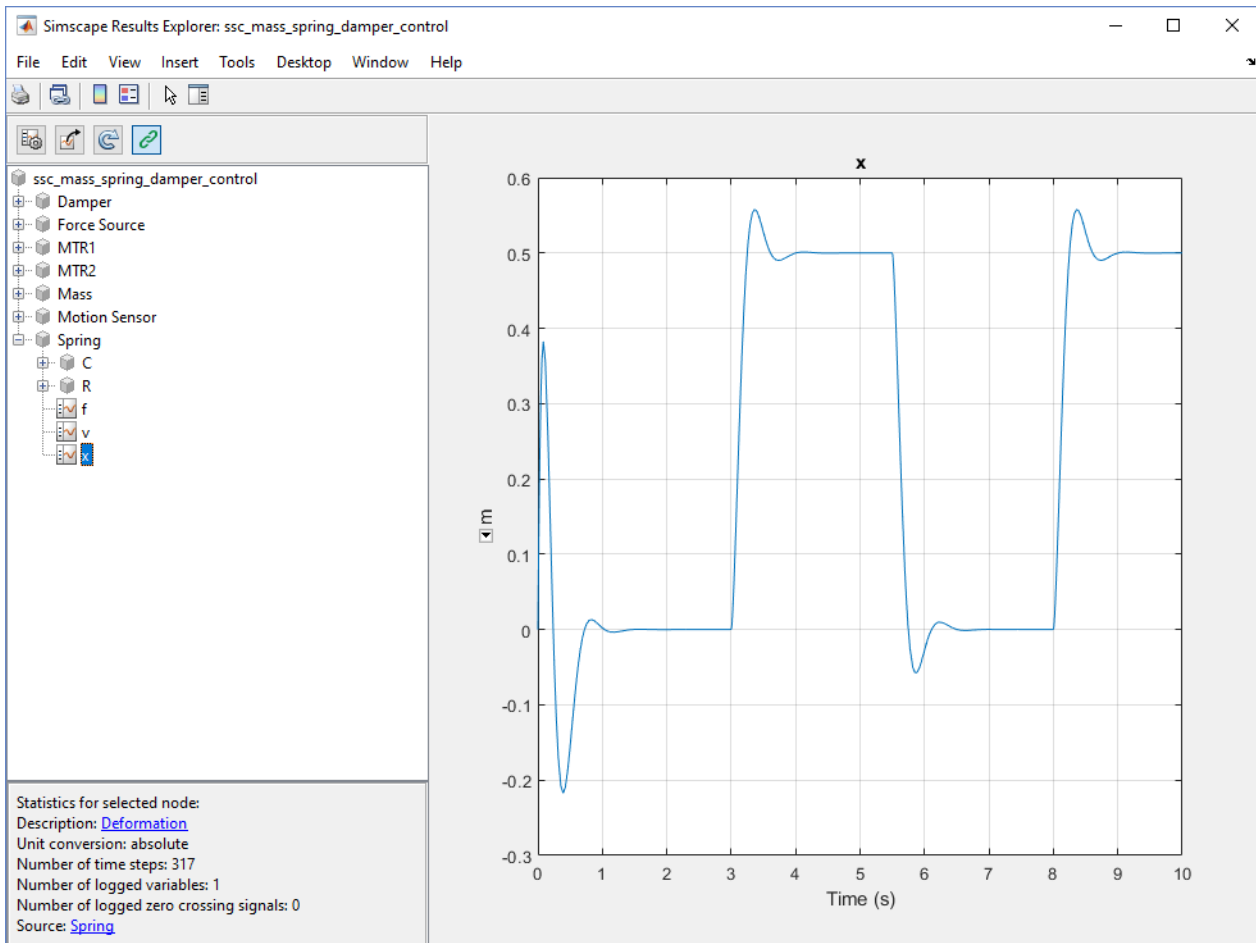 Simscape Results Explorer: ssc_mass_spring_damper_control
File Edit View Insert Tools Desktop Window Help
ssc_mass_spring_damper_control
Damper
Force Source
MTR1
MTR2
Mass
Motion Sensor
Spring
C
R
f
v
x
Statistics for selected node:
Description: Deformation
Unit conversion: absolute
Number of time steps: 317
Number of logged variables: 1
Number of logged zero crossing signals: 0
Source: Spring
x
0.6
0.5
0.4
0.3
0.2
0.1
0
-0.1
-0.2
-0.3
m
0 1 2 3 4 5 6 7 8 9 10
Time (s)